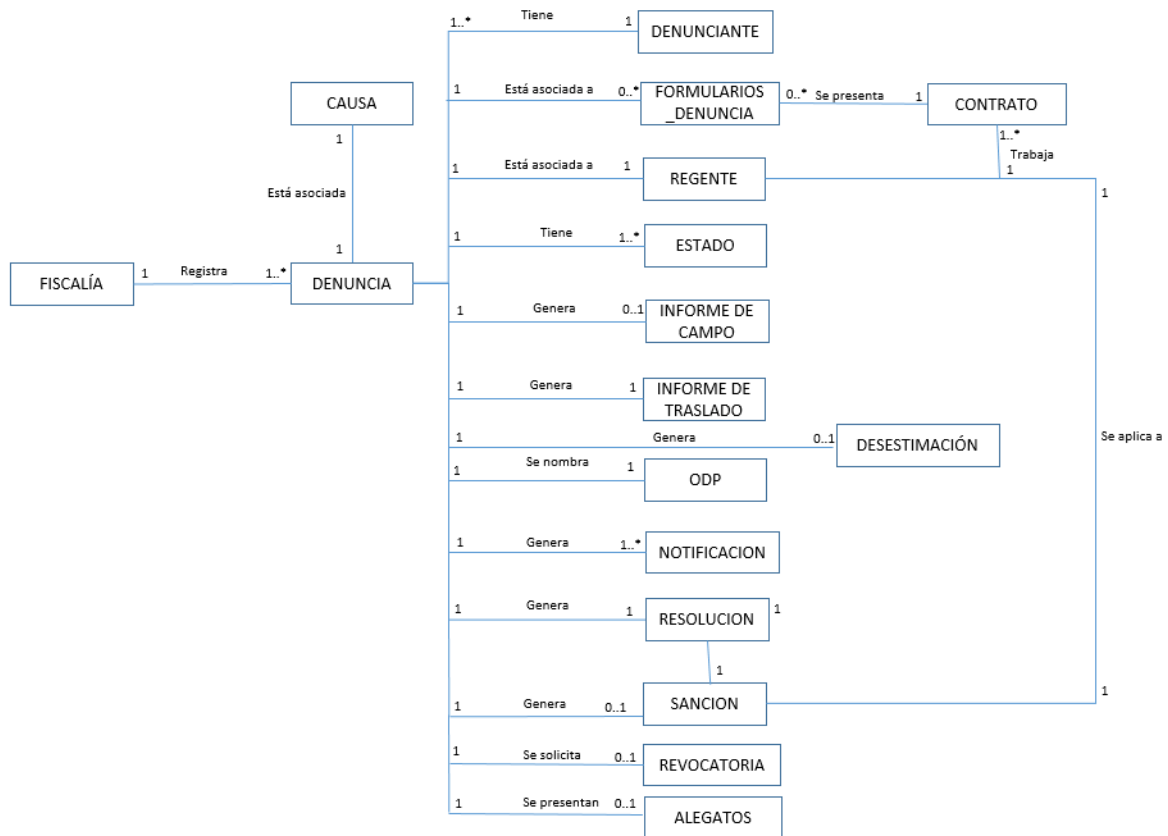 1..* Tiene 1 DENUNCIANTE
CAUSA
1 Está asociada a 0..* FORMULARIOS
_DENUNCIA
0..* Se presenta 1 CONTRATO
1
1..*
Trabaja
1 Está asociada a 1 REGENTE 1 1
Está asociada
1 Tiene 1..* ESTADO
1
FISCALÍA 1 Registra 1..* DENUNCIA
1 Genera 0..1 INFORME DE
CAMPO
1 Genera 1 INFORME DE
TRASLADO
1 Genera 0..1 DESESTIMACIÓN
Se aplica a
1 Se nombra 1 ODP
1 Genera 1..* NOTIFICACION
1 Genera 1 RESOLUCION 1
1
1 Genera 0..1 SANCION 1
1 Se solicita 0..1 REVOCATORIA
1 Se presentan 0..1 ALEGATOS